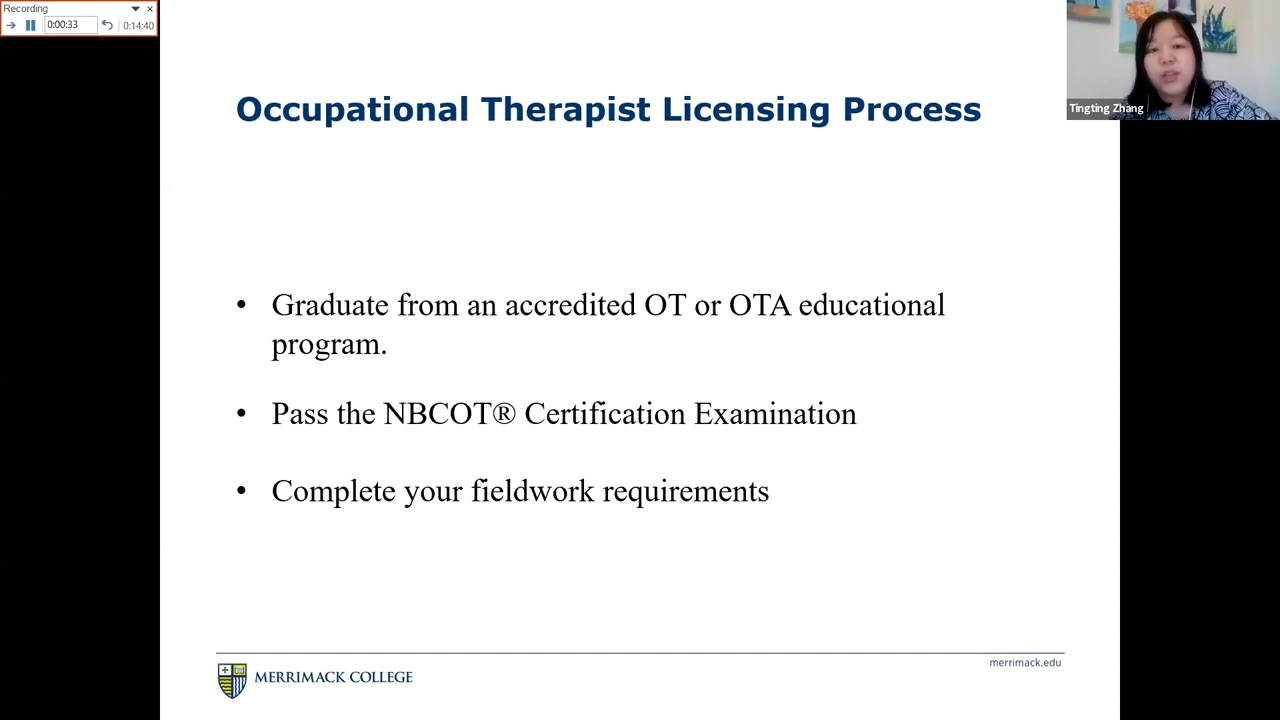 Recording
0:00:33
0:14:40
Tingting Zhang
Occupational Therapist Licensing Process
• Graduate from an accredited OT or OTA educational
program.
• Pass the NBCOT® Certification Examination
• Complete your fieldwork requirements
merrimack.edu
MERRIMACK COLLEGE